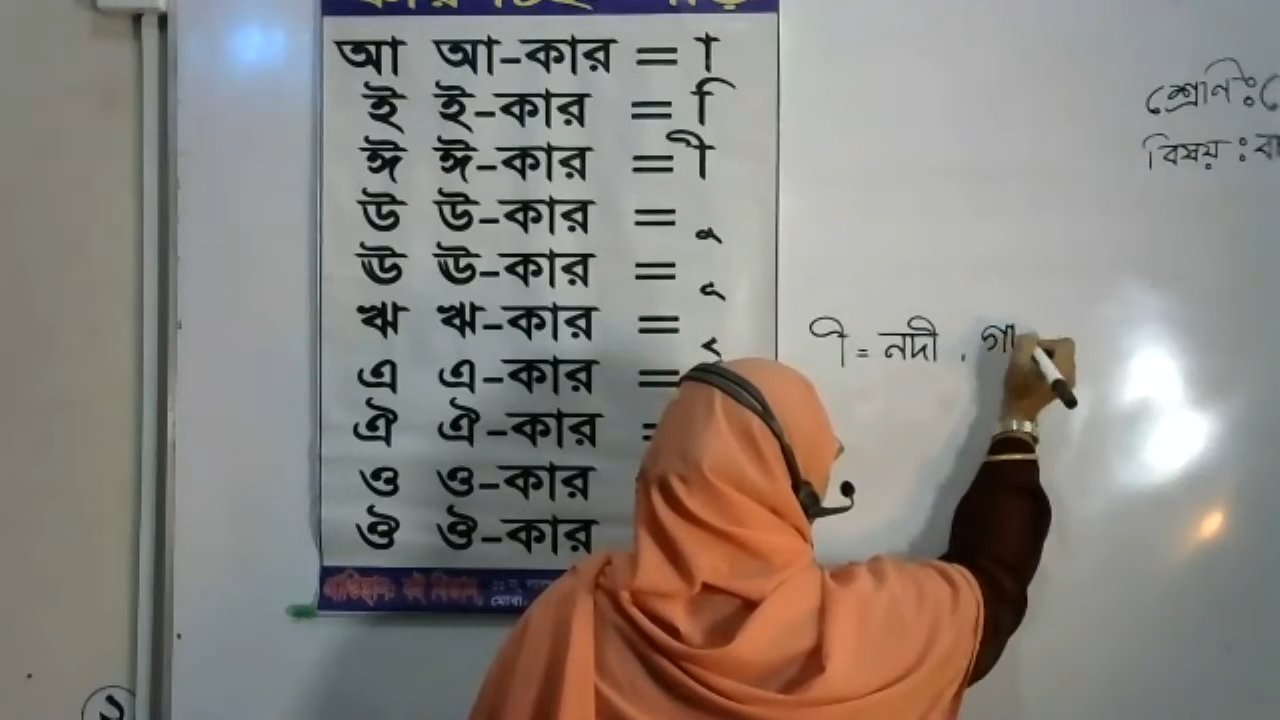 আ আ-কার = া
ই ই-কার = ি
ঈ ঈ-কার = ী
উ উ-কার = ু
ঊ ঊ-কার = ূ
ঋ ঋ-কার = ৃ
এ এ-কার =
ঐ ঐ-কার =
ও ও-কার
ঔ ঔ-কার
শ্রেণি:
বিষয় :
ী = নদী , গা